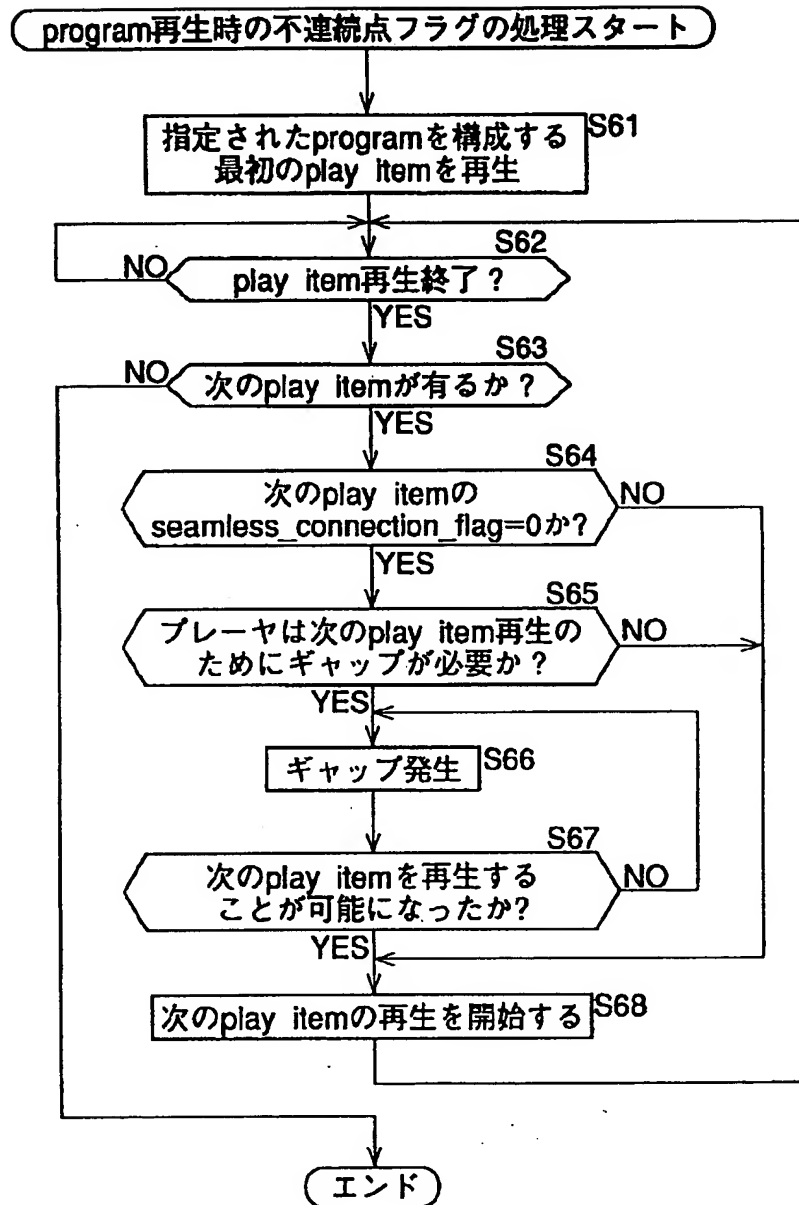 program再生時の不連続点フラグの処理スタート
S61
指定されたprogramを構成する
最初のplay itemを再生
S62
NO
play item再生終了？
YES
S63
NO
次のplay itemが有るか？
YES
S64
次のplay itemの
seamless_connection_flag=0か?
NO
YES
S65
プレーヤは次のplay item再生の
ためにギャップが必要か？
NO
YES
ギャップ発生
S66
S67
次のplay itemを再生する
ことが可能になったか?
NO
YES
次のplay itemの再生を開始する
S68
エンド